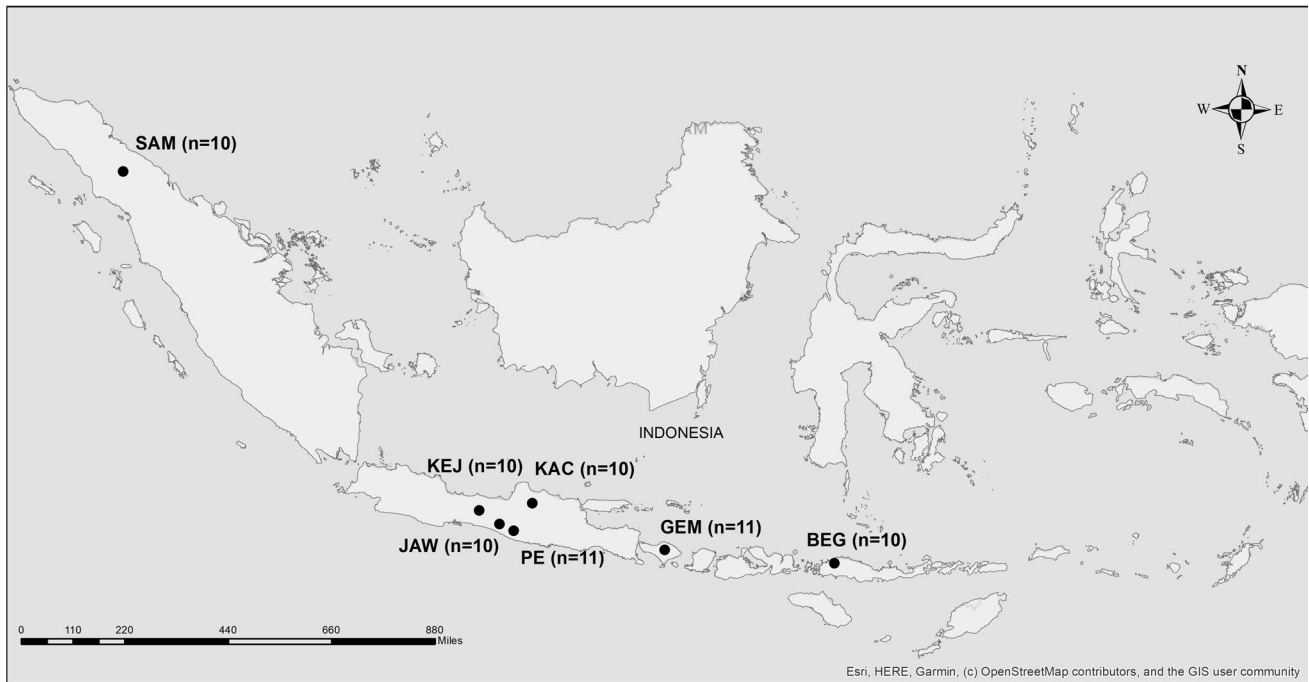 N
W E
S
SAM (n=10)
INDONESIA
KEJ (n=10) KAC (n=10)
GEM (n=11)
BEG (n=10)
JAW (n=10) PE (n=11)
0 110 220 440 660 880
Miles
Esri, HERE, Garmin, (c) OpenStreetMap contributors, and the GIS user community